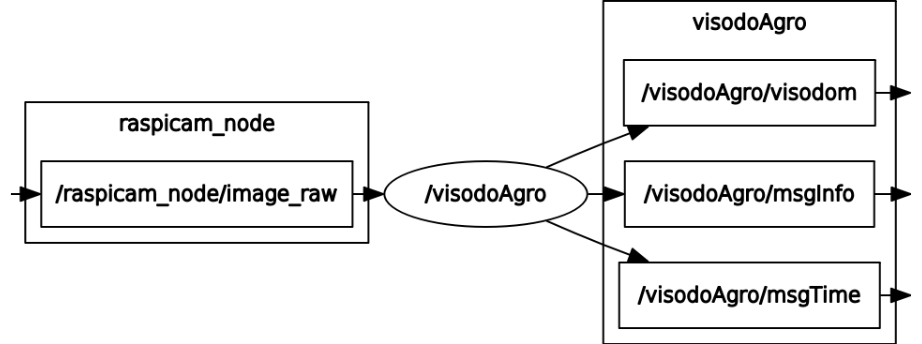 raspicam_node
/raspicam_node/image_raw
/visodoAgro
visodoAgro
/visodoAgro/visodom
/visodoAgro/msgInfo
/visodoAgro/msgTime